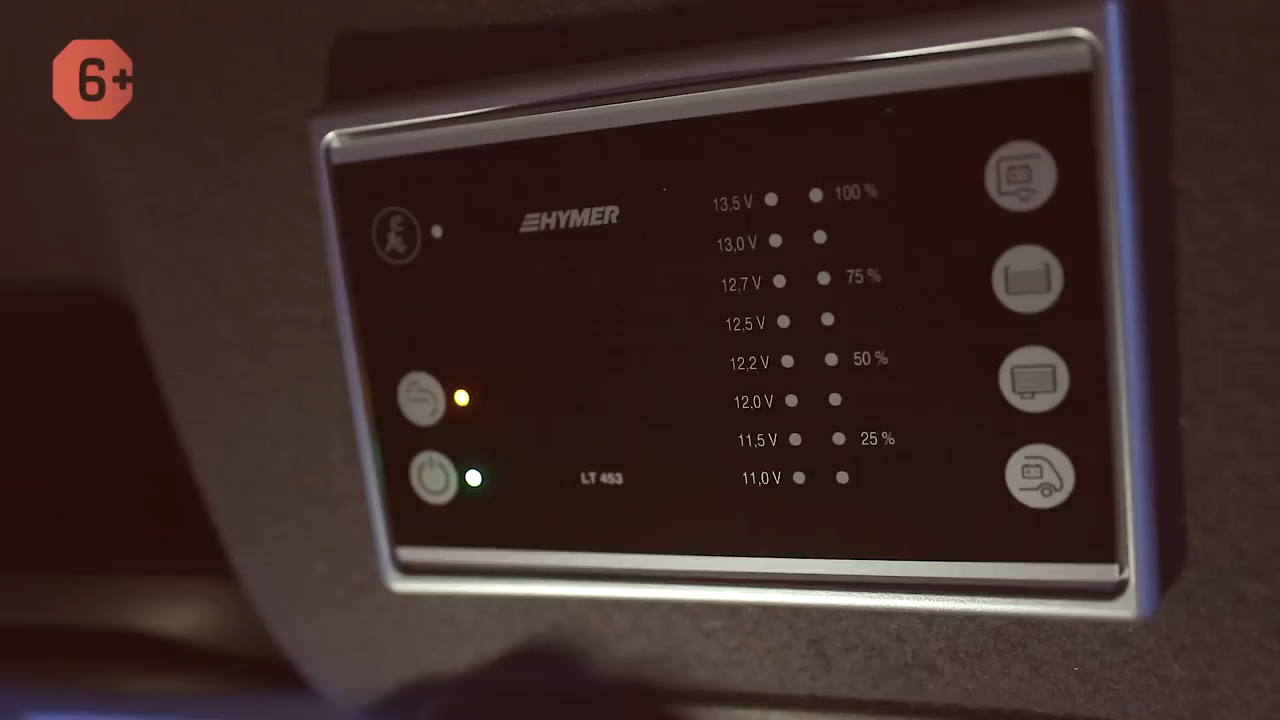 6+
HYMER
13,5 V 100 %
13,0 V
12,7 V 75 %
12,5 V
12,2 V 50 %
12,0 V
11,5 V 25 %
11,0 V
LT 453